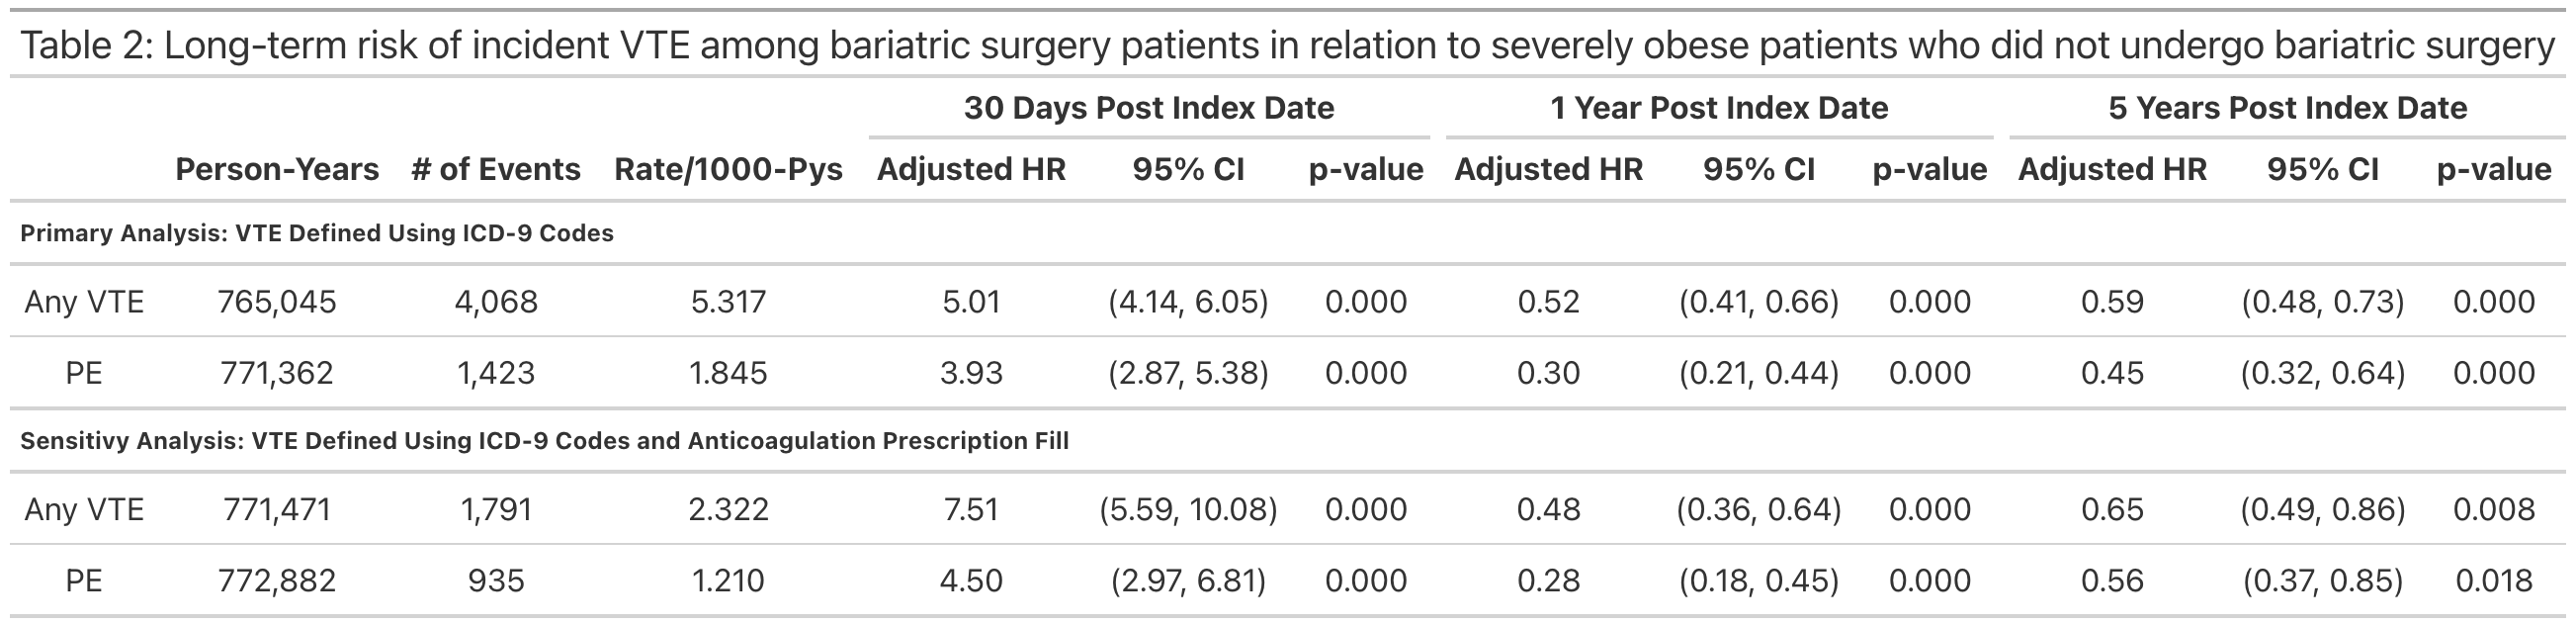 Table 2: Long-term risk of incident VTE among bariatric surgery patients in relation to severely obese patients who did not undergo bariatric surgery
30 Days Post Index Date 1 Year Post Index Date 5 Years Post Index Date
Person-Years # of Events Rate/1000-Pys Adjusted HR 95% CI p-value Adjusted HR 95% CI p-value Adjusted HR 95% CI p-value
Primary Analysis: VTE Defined Using ICD-9 Codes
Any VTE 765,045 4,068 5.317 5.01 (4.14, 6.05) 0.000 0.52 (0.41, 0.66) 0.000 0.59 (0.48, 0.73) 0.000
PE 771,362 1,423 1.845 3.93 (2.87, 5.38) 0.000 0.30 (0.21, 0.44) 0.000 0.45 (0.32, 0.64) 0.000
Sensitivy Analysis: VTE Defined Using ICD-9 Codes and Anticoagulation Prescription Fill
Any VTE 771,471 1,791 2.322 7.51 (5.59, 10.08) 0.000 0.48 (0.36, 0.64) 0.000 0.65 (0.49, 0.86) 0.008
PE 772,882 935 1.210 4.50 (2.97, 6.81) 0.000 0.28 (0.18, 0.45) 0.000 0.56 (0.37, 0.85) 0.018